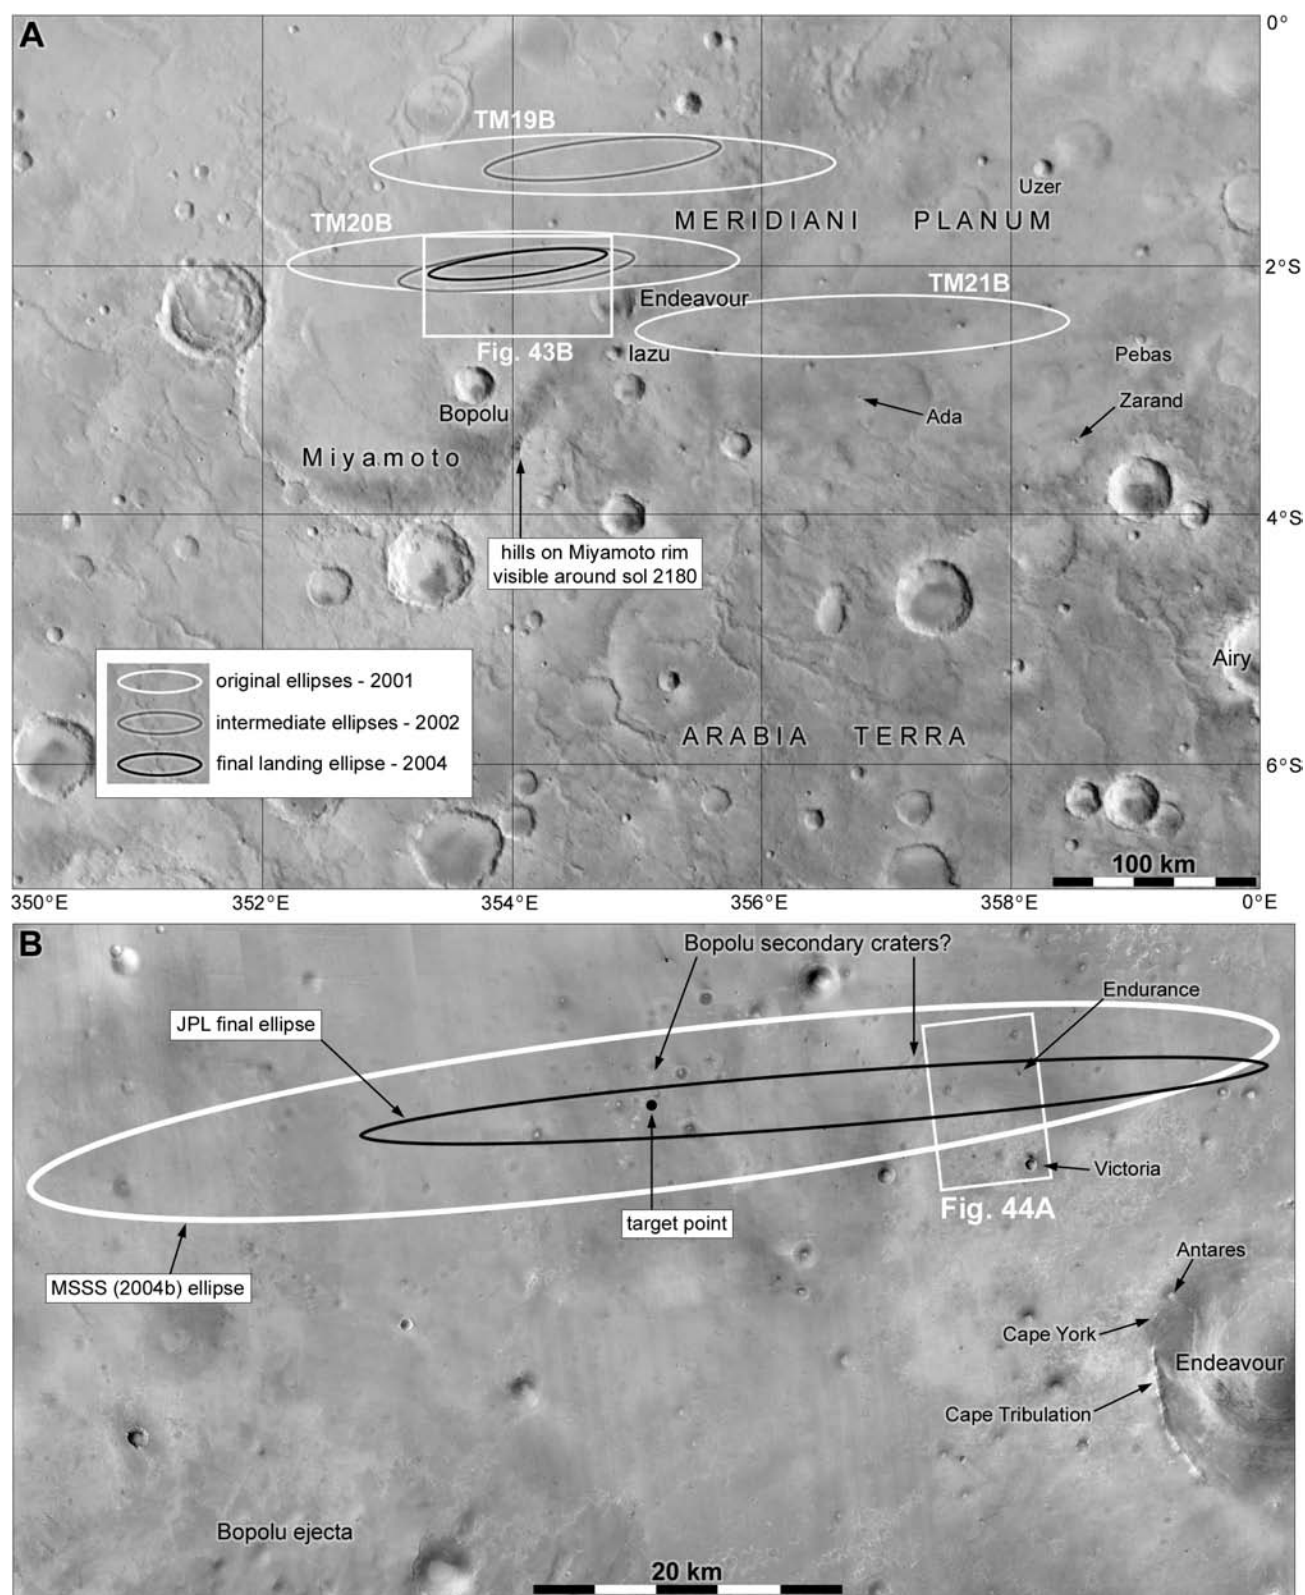 A
0°
TM19B
Uzer
MERIDIANI PLANUM
TM20B
2°S
TM21B
Endeavour
Fig. 43B
Iazu
Pebas
Bopolu
Ada
Zarand
Miyamoto
4°S
hills on Miyamoto rim
visible around sol 2180
Airy
original ellipses - 2001
intermediate ellipses - 2002
final landing ellipse - 2004
ARABIA TERRA
6°S
100 km
350°E 352°E 354°E 356°E 358°E 0°E
B
Bopolu secondary craters?
Endurance
JPL final ellipse
Victoria
Fig. 44A
target point
Antares
MSSS (2004b) ellipse
Cape York
Endeavour
Cape Tribulation
Bopolu ejecta
20 km